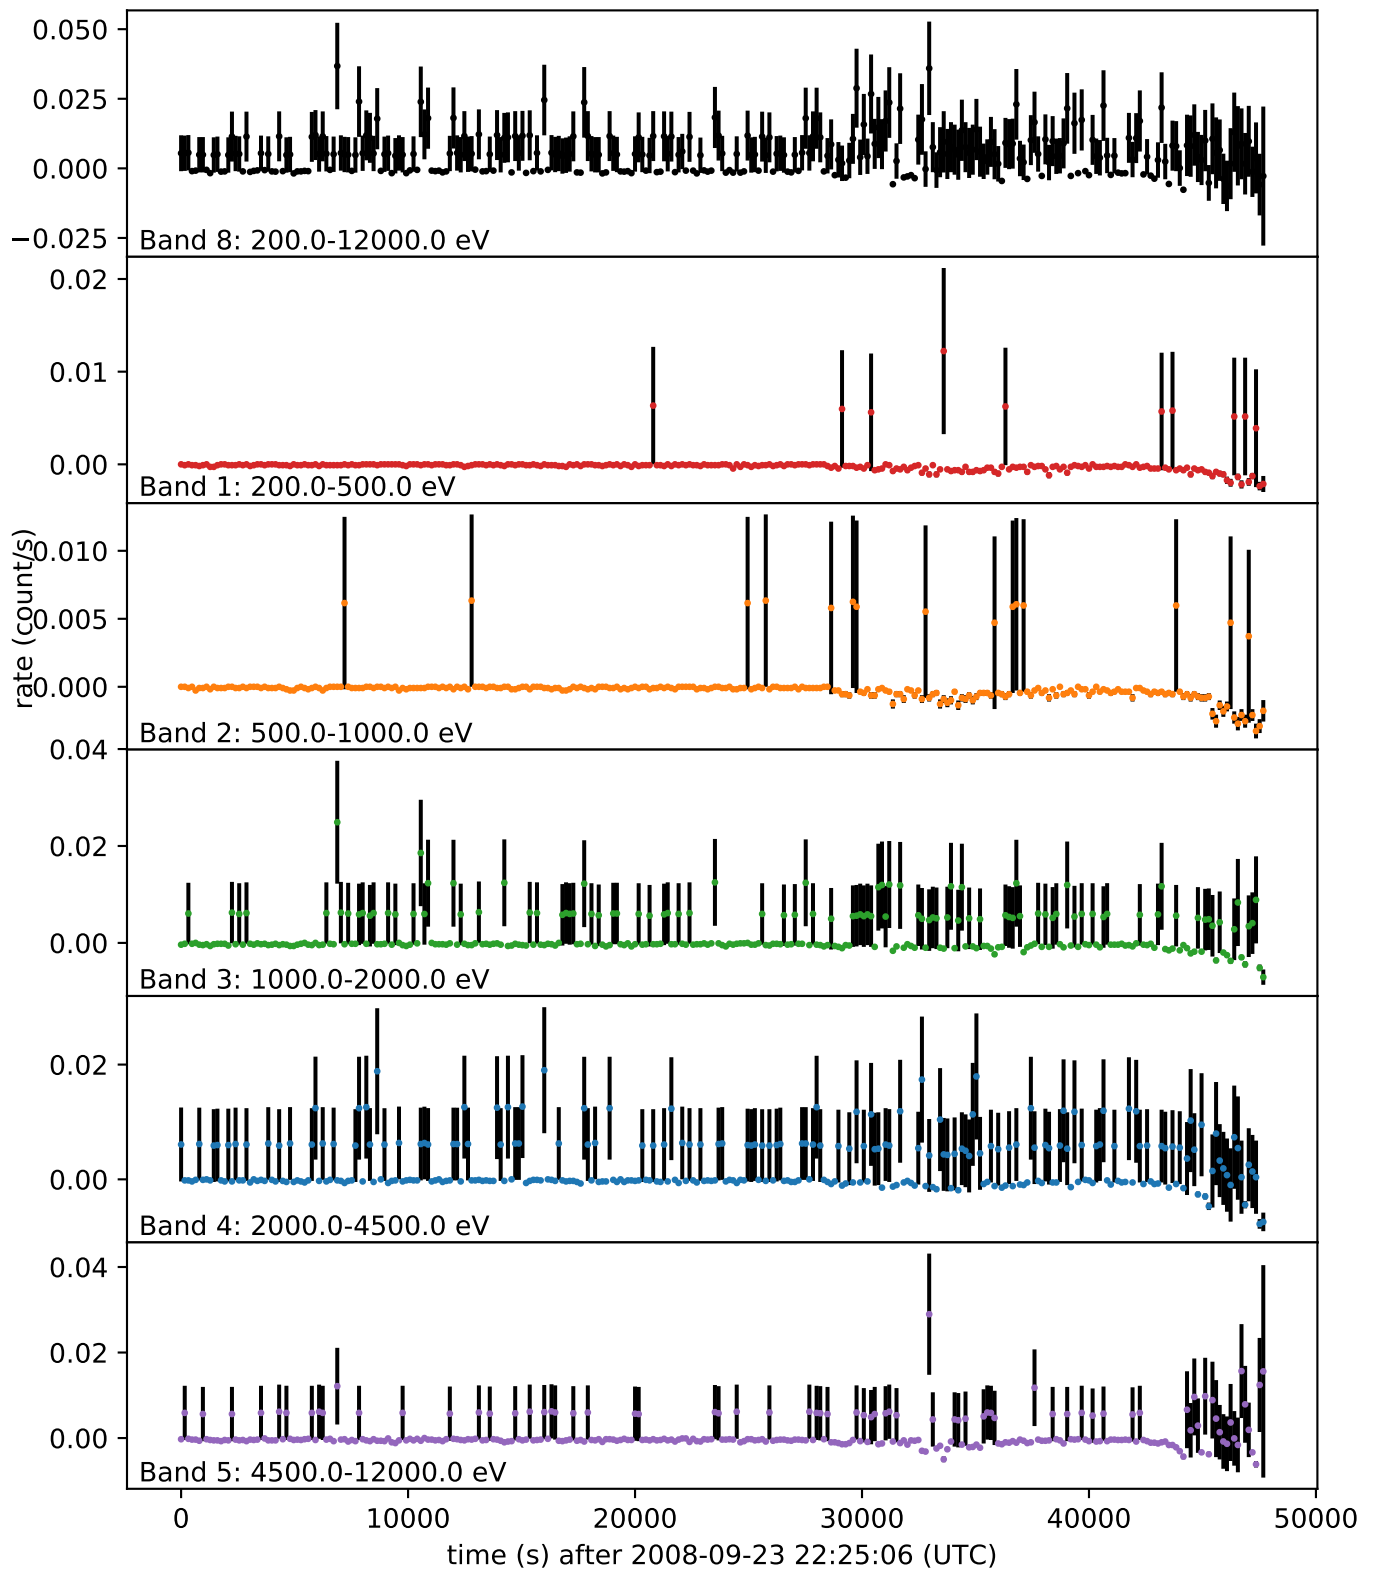 0.050
0.025
0.000
−0.025
Band 8: 200.0-12000.0 eV
0.02
0.01
0.00
Band 1: 200.0-500.0 eV
rate (count/s)
0.010
0.005
0.000
Band 2: 500.0-1000.0 eV
0.04
0.02
0.00
Band 3: 1000.0-2000.0 eV
0.02
0.00
Band 4: 2000.0-4500.0 eV
0.04
0.02
0.00
Band 5: 4500.0-12000.0 eV
0 10000 20000 30000 40000 50000
time (s) after 2008-09-23 22:25:06 (UTC)